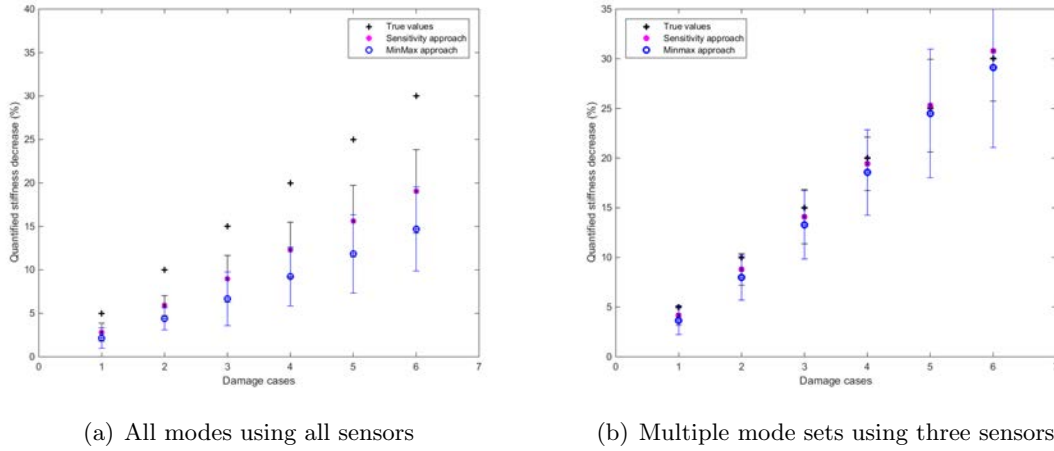 40
35
30
25
20
15
10
5
0
Quantified stiffness decrease (%)
True values
Sensitivity approach
MinMax approach
0 1 2 3 4 5 6 7
Damage cases
(a) All modes using all sensors
35
30
25
20
15
10
5
0
Quantified stiffness decrease (%)
True values
Sensitivity approach
Minmax approach
0 1 2 3 4 5 6 7
Damage cases
(b) Multiple mode sets using three sensors